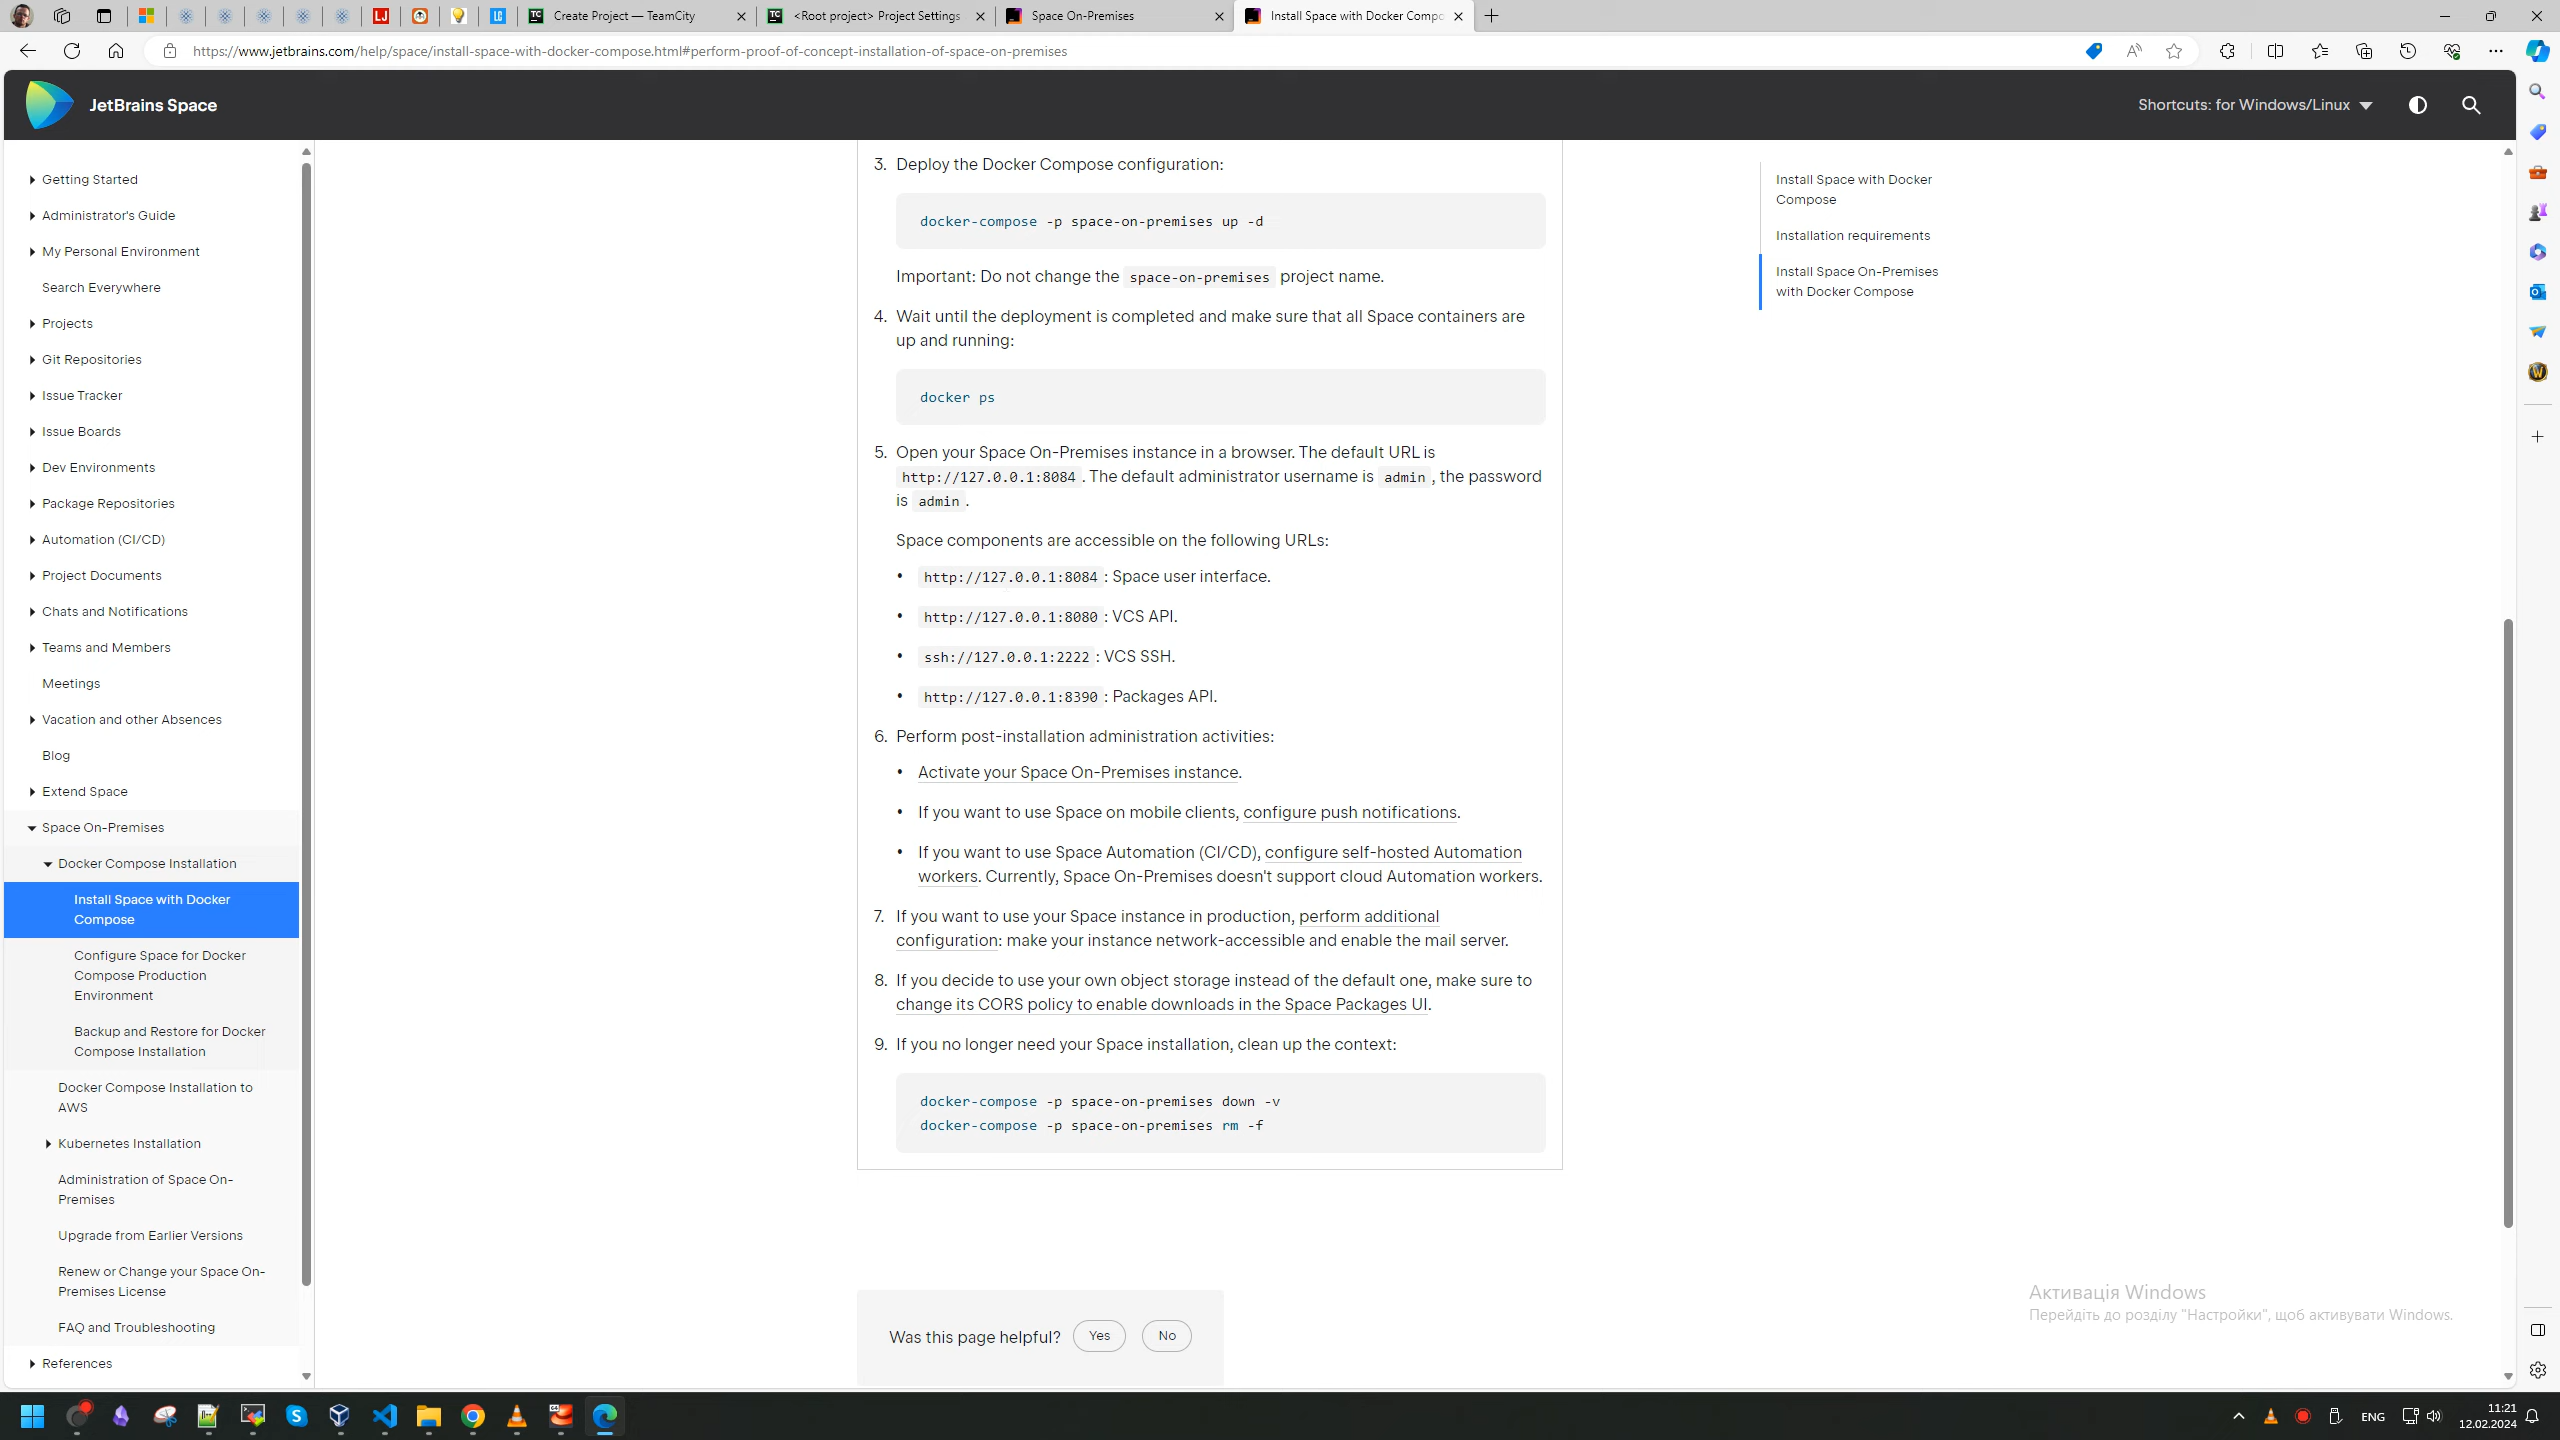 Create Project — TeamCity
<Root project> Project Settings
Space On-Premises
Install Space with Docker Compo
https://www.jetbrains.com/help/space/install-space-with-docker-compose.html#perform-proof-of-concept-installation-of-space-on-premises
JetBrains Space
Shortcuts: for Windows/Linux
Getting Started
Administrator's Guide
My Personal Environment
Search Everywhere
Projects
Git Repositories
Issue Tracker
Issue Boards
Dev Environments
Package Repositories
Automation (CI/CD)
Project Documents
Chats and Notifications
Teams and Members
Meetings
Vacation and other Absences
Blog
Extend Space
Space On-Premises
Docker Compose Installation
Install Space with Docker
Compose
Configure Space for Docker
Compose Production
Environment
Backup and Restore for Docker
Compose Installation
Docker Compose Installation to
AWS
Kubernetes Installation
Administration of Space On-
Premises
Upgrade from Earlier Versions
Renew or Change your Space On-
Premises License
FAQ and Troubleshooting
References
3. Deploy the Docker Compose configuration:
docker-compose -p space-on-premises up -d
Important: Do not change the space-on-premises project name.
4. Wait until the deployment is completed and make sure that all Space containers are
up and running:
docker ps
5. Open your Space On-Premises instance in a browser. The default URL is
http://127.0.0.1:8084 . The default administrator username is admin , the password
is admin .
Space components are accessible on the following URLs:
• http://127.0.0.1:8084 : Space user interface.
• http://127.0.0.1:8080 : VCS API.
• ssh://127.0.0.1:2222 : VCS SSH.
• http://127.0.0.1:8390 : Packages API.
6. Perform post-installation administration activities:
• Activate your Space On-Premises instance.
• If you want to use Space on mobile clients, configure push notifications.
• If you want to use Space Automation (CI/CD), configure self-hosted Automation
workers. Currently, Space On-Premises doesn't support cloud Automation workers.
7. If you want to use your Space instance in production, perform additional
configuration: make your instance network-accessible and enable the mail server.
8. If you decide to use your own object storage instead of the default one, make sure to
change its CORS policy to enable downloads in the Space Packages UI.
9. If you no longer need your Space installation, clean up the context:
docker-compose -p space-on-premises down -v
docker-compose -p space-on-premises rm -f
Was this page helpful? Yes No
Install Space with Docker
Compose
Installation requirements
Install Space On-Premises
with Docker Compose
Активація Windows
Перейдіть до розділу "Настройки", щоб активувати Windows.
ENG
11:21
12.02.2024